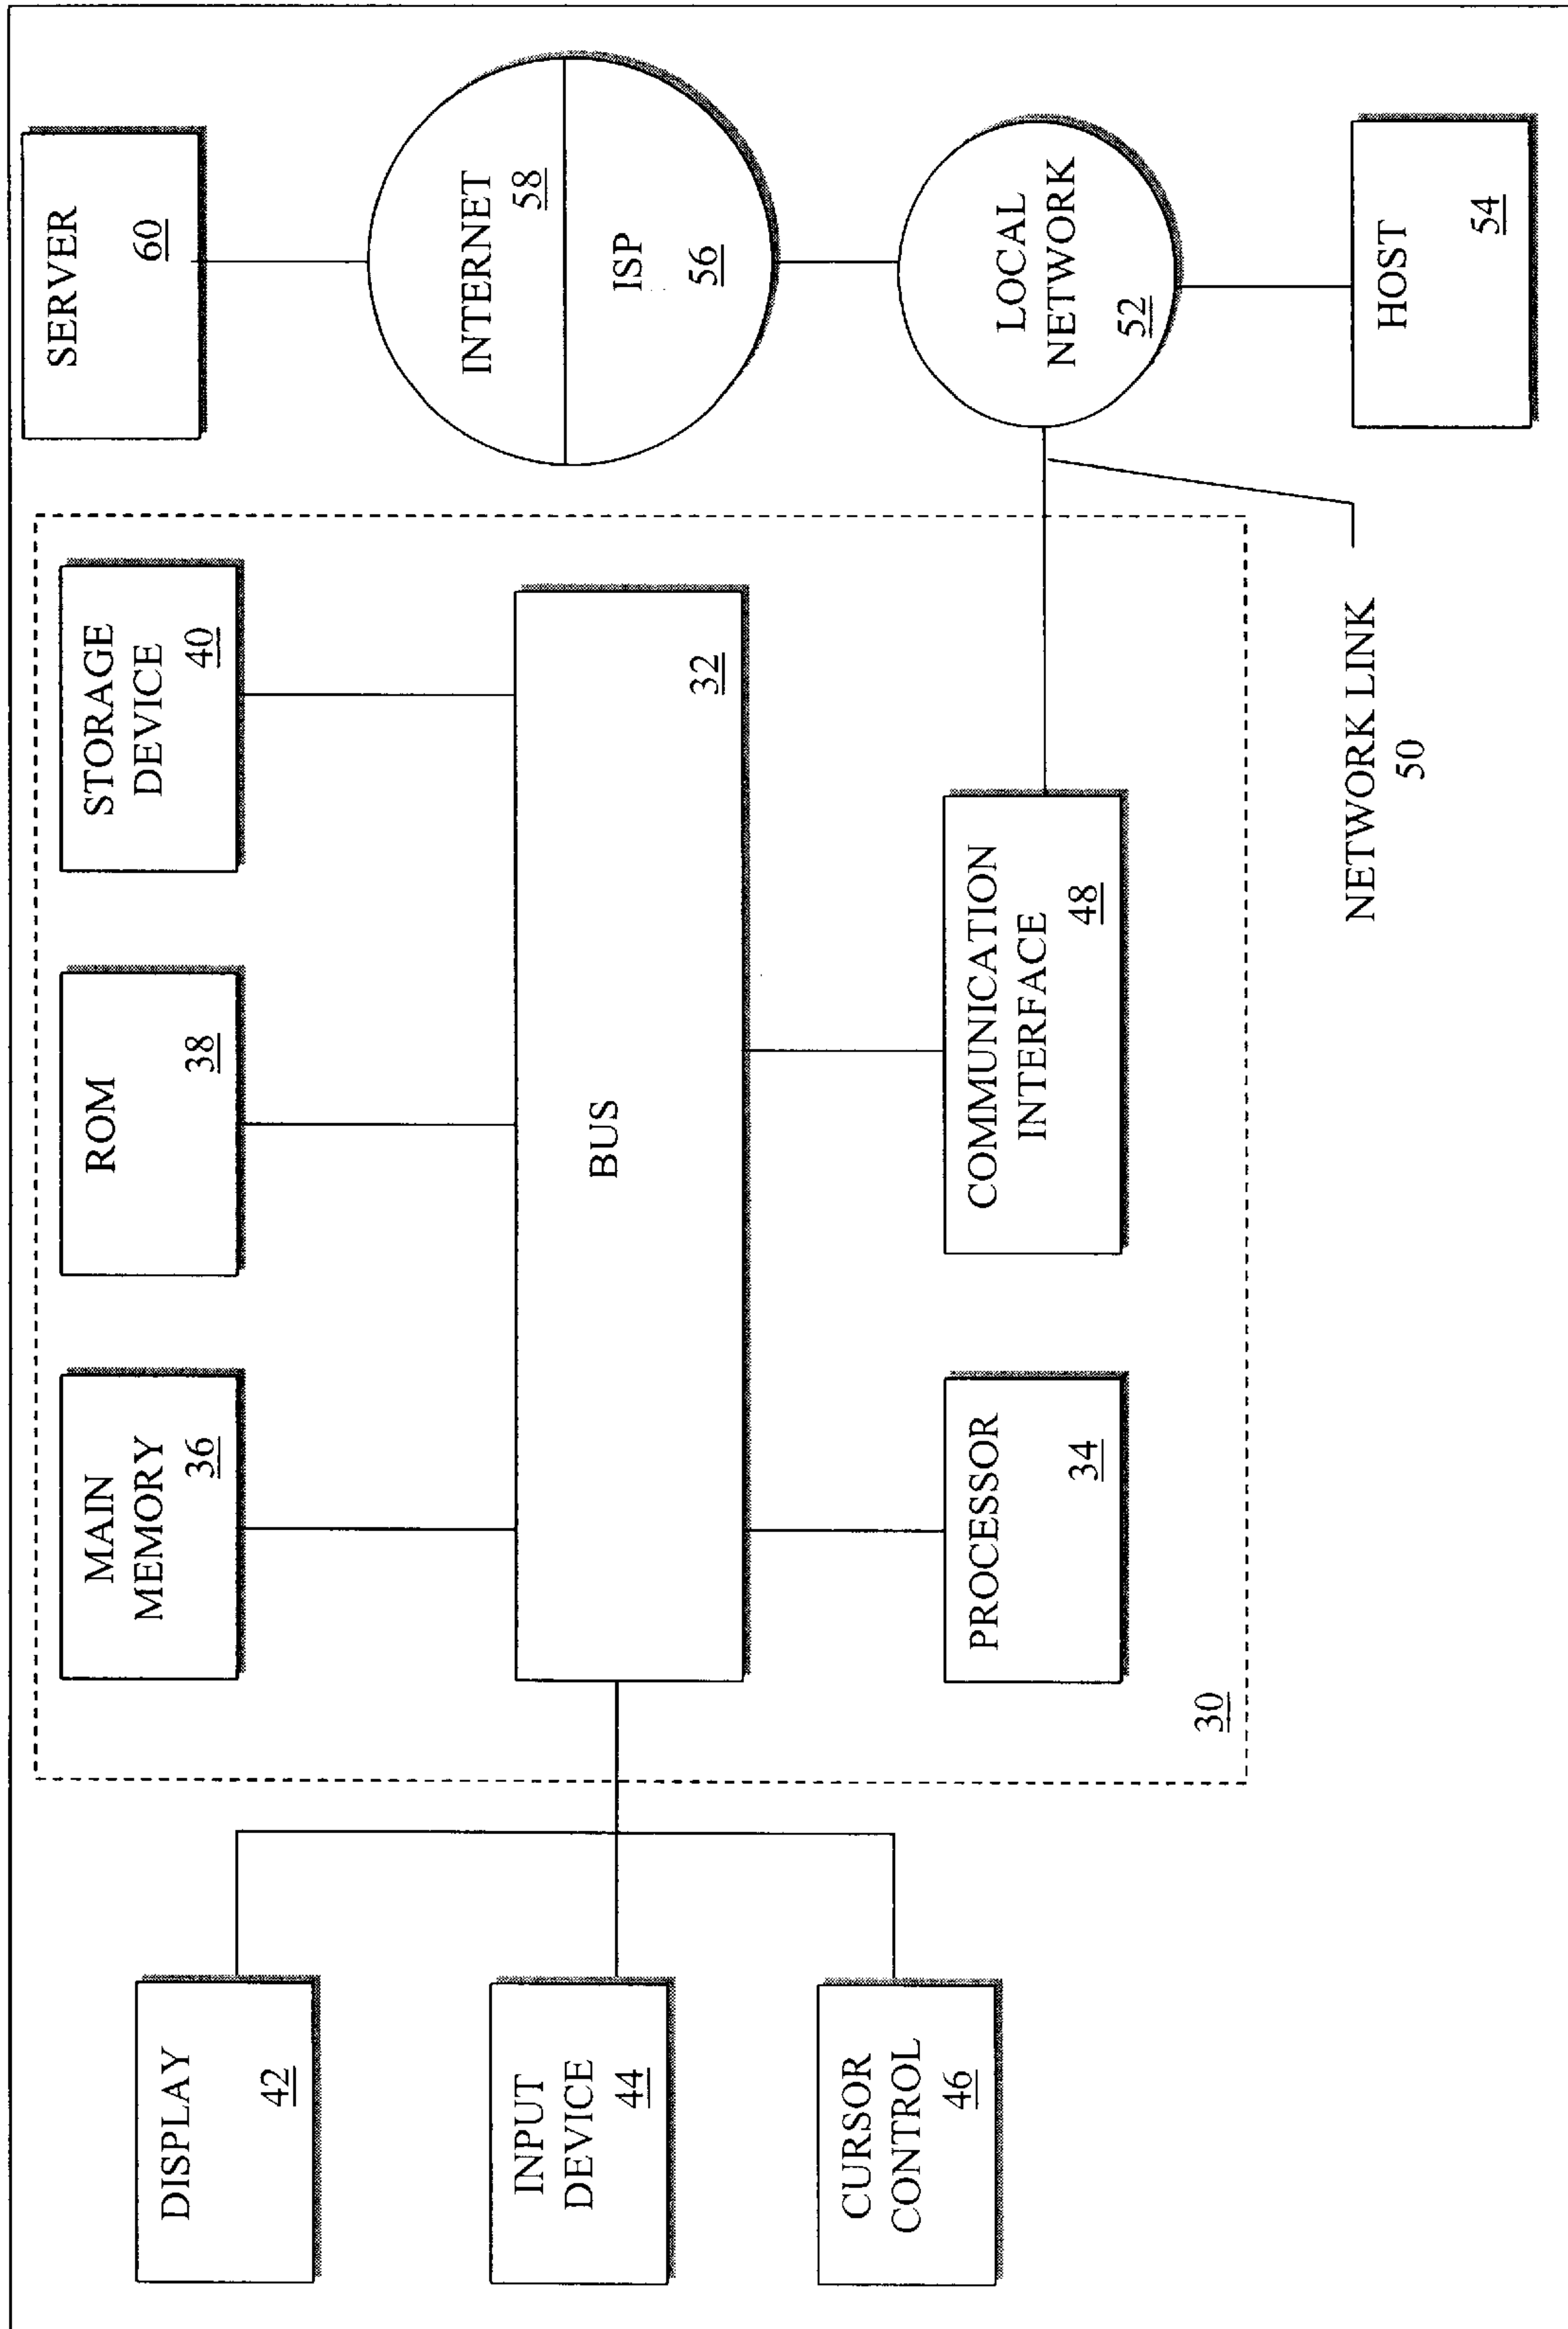 DISPLAY
42
INPUT
DEVICE
44
CURSOR
CONTROL
46
MAIN
MEMORY
36
ROM
38
STORAGE
DEVICE
40
BUS
32
PROCESSOR
34
COMMUNICATION
INTERFACE
48
30
SERVER
60
INTERNET
58
ISP
56
LOCAL
NETWORK
52
HOST
54
NETWORK LINK
50